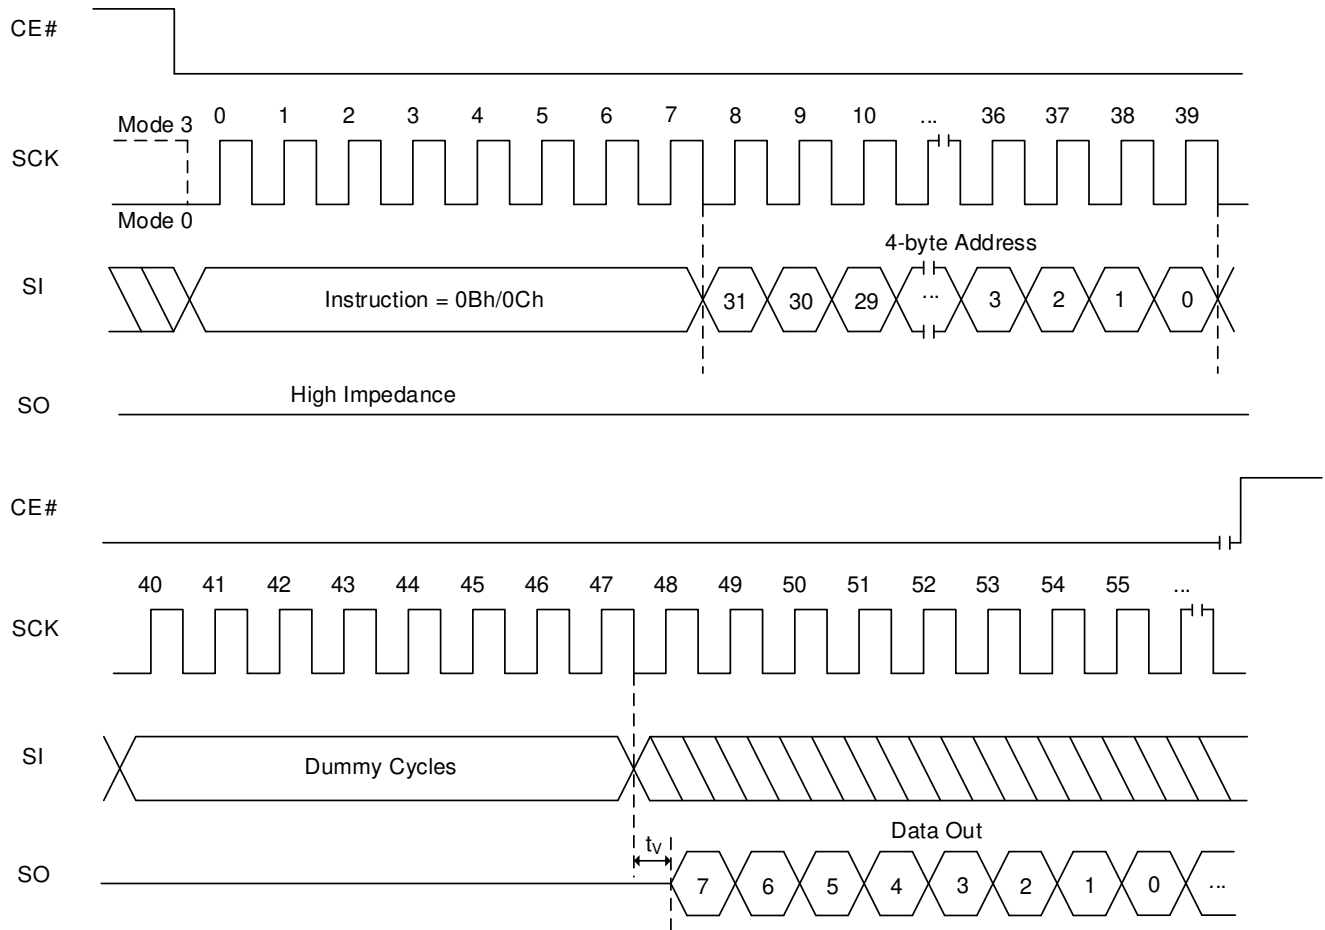 CE#
Mode 3 0 1 2 3 4 5 6 7 8 9 10 ... 36 37 38 39
SCK
Mode 0
4-byte Address
SI Instruction = 0Bh/0Ch 31 30 29 ... 3 2 1 0
High Impedance
SO
CE#
40 41 42 43 44 45 46 47 48 49 50 51 52 53 54 55 ...
SCK
SI Dummy Cycles
Data Out
tV
SO 7 6 5 4 3 2 1 0 ...